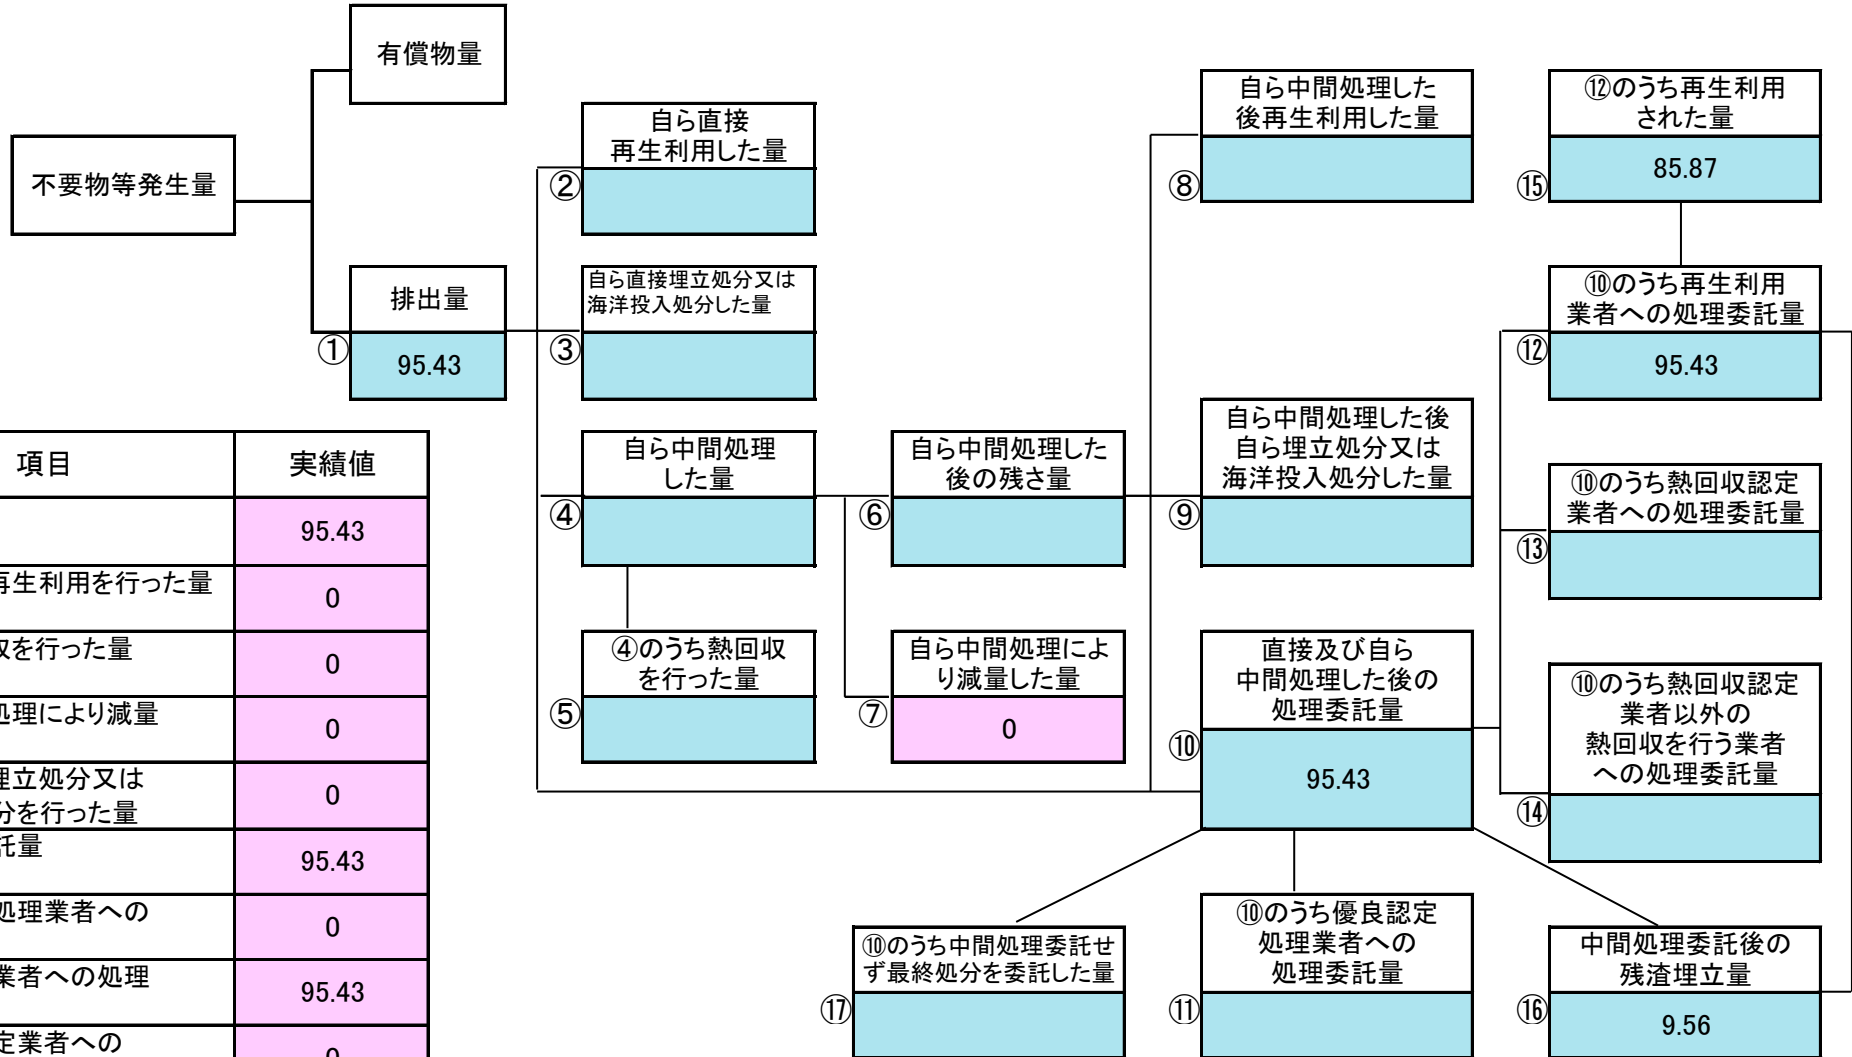 有償物量
不要物等発生量
排出量
①
95.43
自ら直接
再生利用した量
②
自ら直接埋立処分又は
海洋投入処分した量
③
自ら中間処理
した量
④
④のうち熱回収
を行った量
⑤
自ら中間処理した
後の残さ量
⑥
自ら中間処理によ
り減量した量
⑦
0
自ら中間処理した
後再生利用した量
⑧
自ら中間処理した後
自ら埋立処分又は
海洋投入処分した量
⑨
直接及び自ら
中間処理した後の
処理委託量
⑩
95.43
⑫のうち再生利用
された量
⑮
85.87
⑩のうち再生利用
業者への処理委託量
⑫
95.43
⑩のうち熱回収認定
業者への処理委託量
⑬
⑩のうち熱回収認定
業者以外の
熱回収を行う業者
への処理委託量
⑭
⑩のうち中間処理委託せ
ず最終処分を委託した量
⑰
⑩のうち優良認定
処理業者への
処理委託量
⑪
中間処理委託後の
残渣埋立量
⑯
9.56
項目
実績値
95.43
再生利用を行った量
0
を行った量
0
処理により減量
0
埋立処分又は
分を行った量
0
託量
95.43
処理業者への
0
業者への処理
95.43
定業者への
0